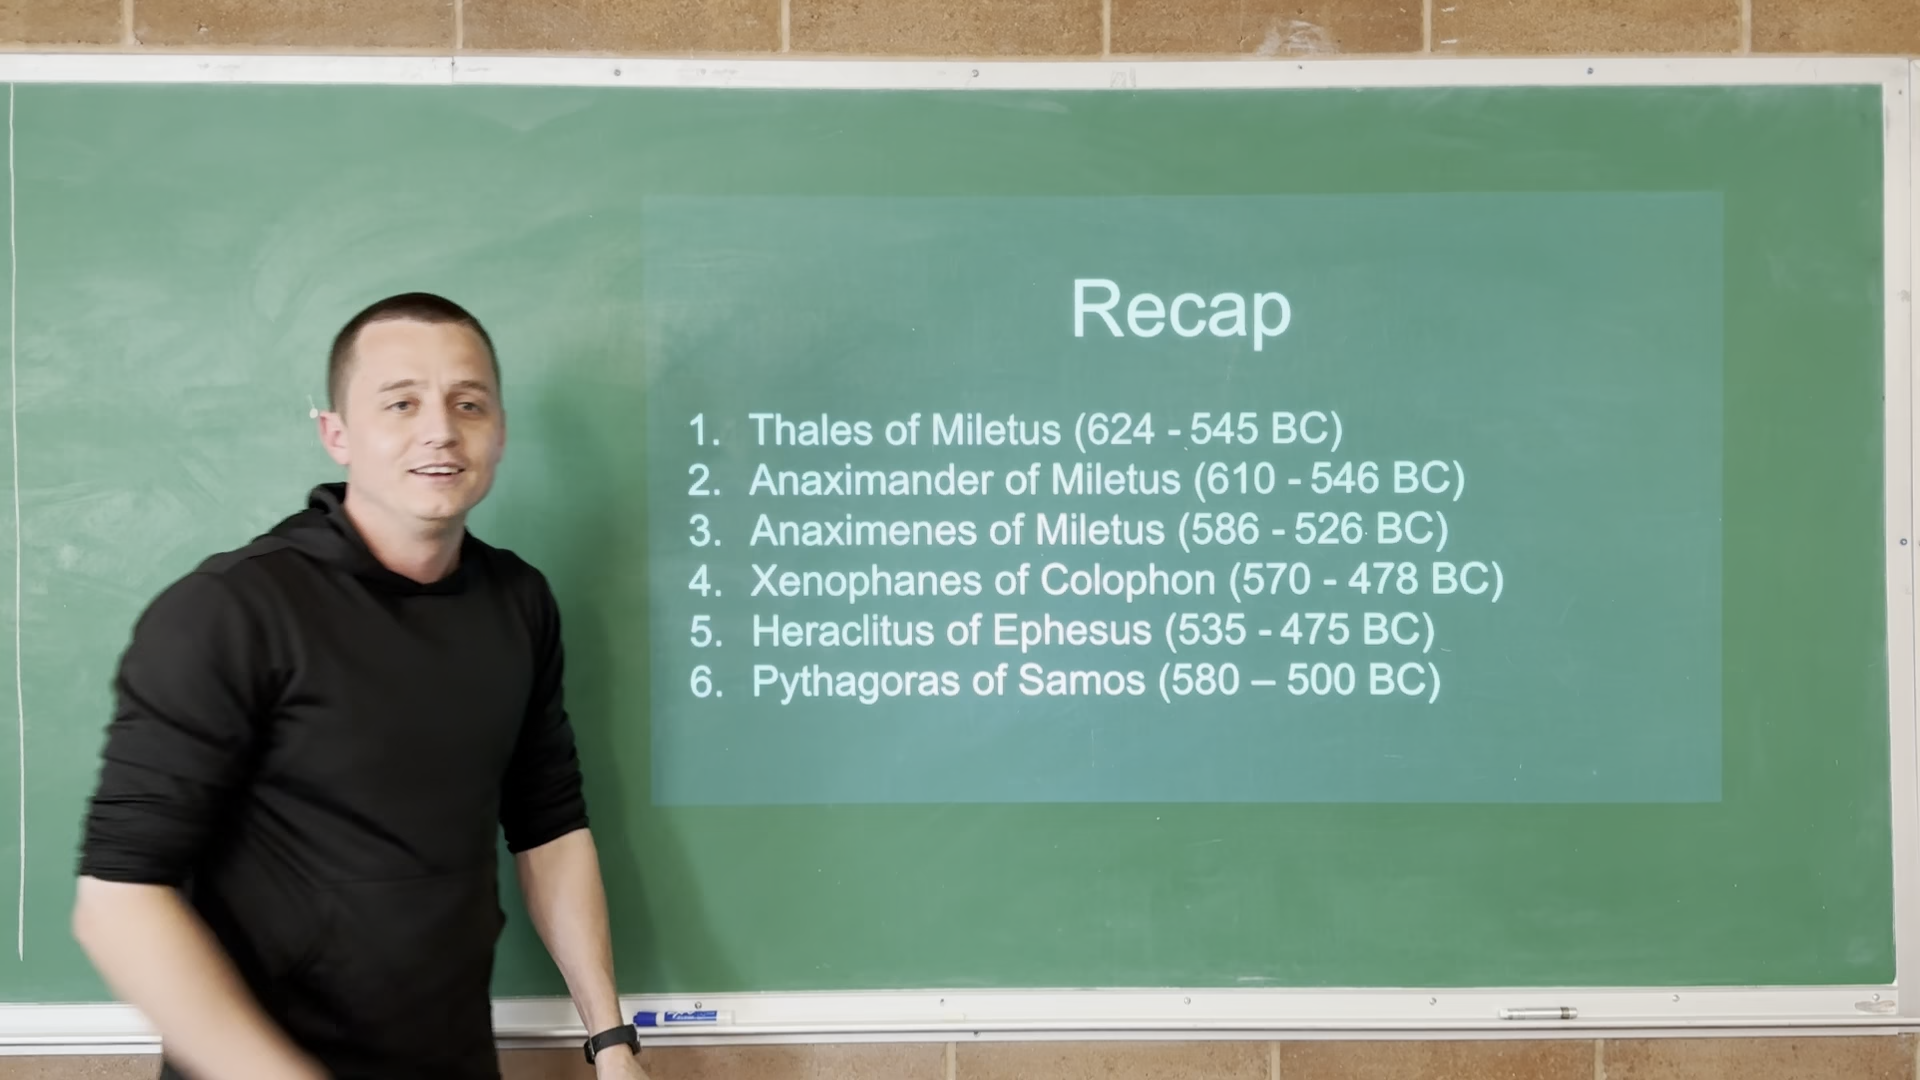 Recap
1. Thales of Miletus (624 - 545 BC)
2. Anaximander of Miletus (610 - 546 BC)
3. Anaximenes of Miletus (586 - 526 BC)
4. Xenophanes of Colophon (570 - 478 BC)
5. Heraclitus of Ephesus (535 - 475 BC)
6. Pythagoras of Samos (580 – 500 BC)